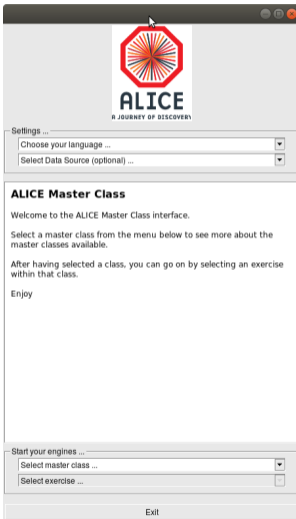 ALICE
A JOURNEY OF DISCOVERY
Settings ...
Choose your language ...
Select Data Source (optional) ...
ALICE Master Class
Welcome to the ALICE Master Class interface.
Select a master class from the menu below to see more about the
master classes available.
After having selected a class, you can go on by selecting an exercise
within that class.
Enjoy
Start your engines ...
Select master class ...
Select exercise ...
Exit